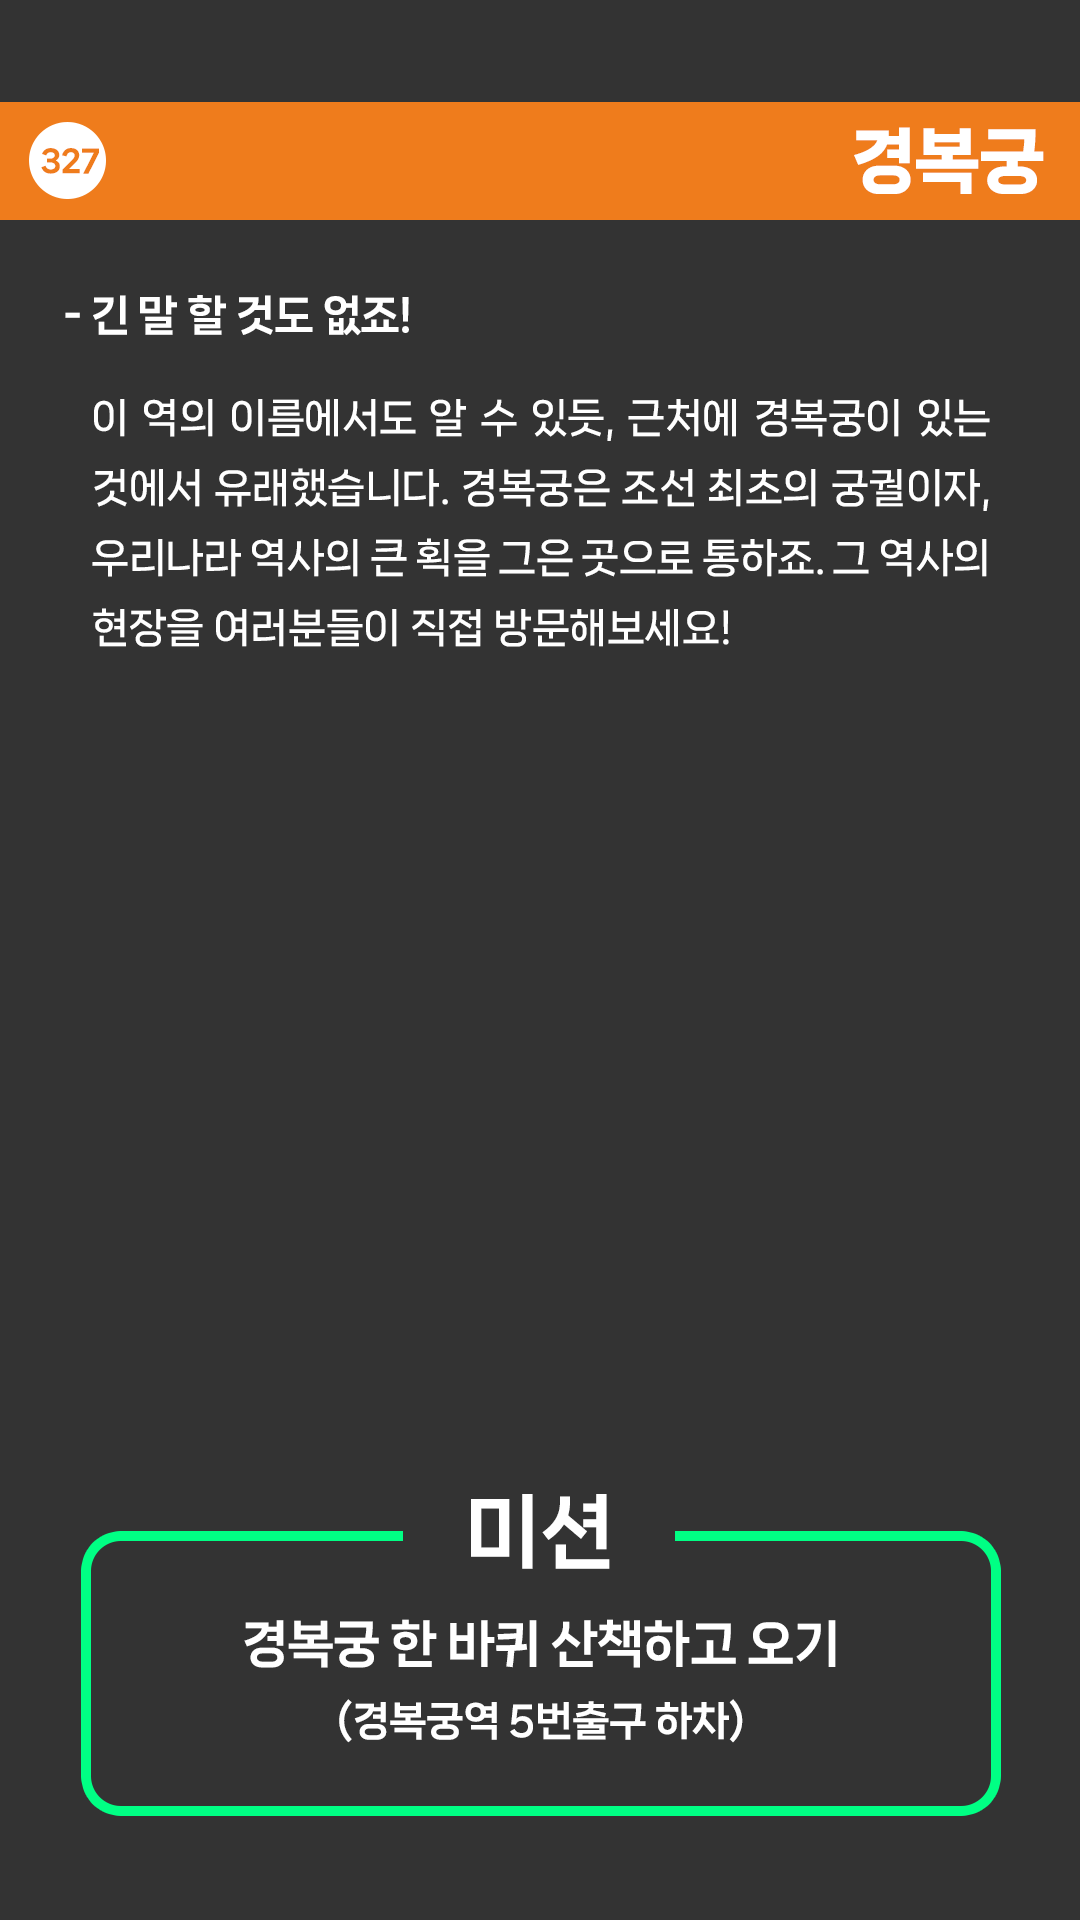 327
경복궁
- 긴 말 할 것도 없죠!
이 역의 이름에서도 알 수 있듯, 근처에 경복궁이 있는
것에서 유래했습니다. 경복궁은 조선 최초의 궁궐이자,
우리나라 역사의 큰 획을 그은 곳으로 통하죠. 그 역사의
현장을 여러분들이 직접 방문해보세요!
미션
경복궁 한 바퀴 산책하고 오기
(경복궁역 5번출구 하차)